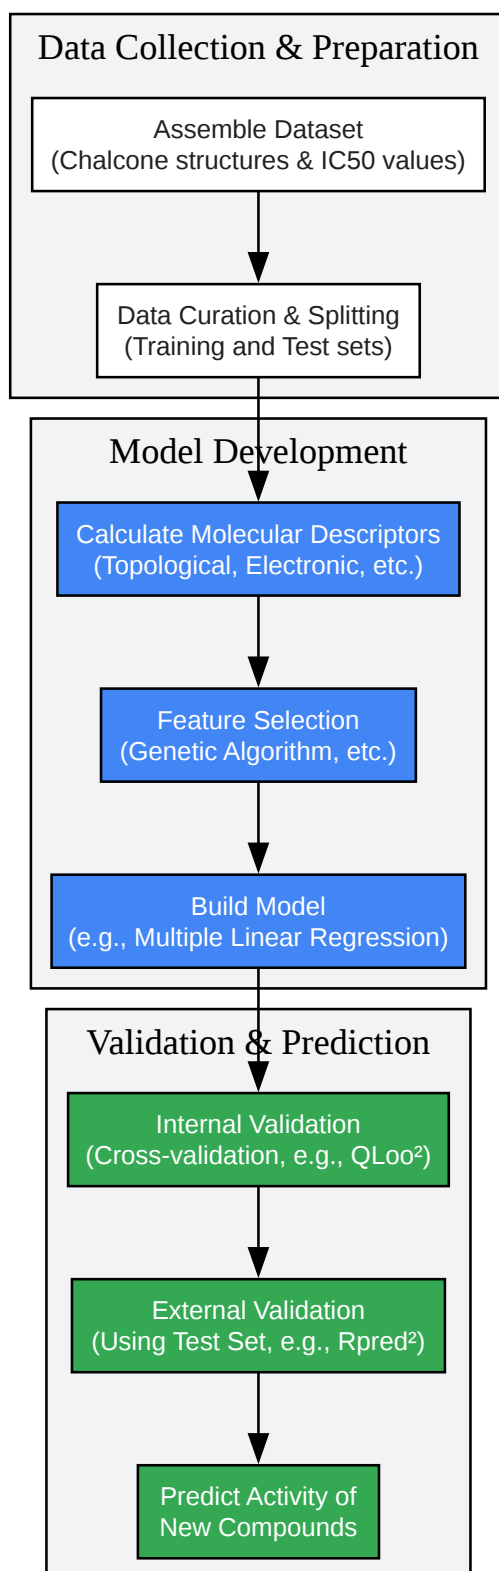 Data Collection & Preparation
Assemble Dataset
(Chalcone structures & IC50 values)
Data Curation & Splitting
(Training and Test sets)
Model Development
Calculate Molecular Descriptors
(Topological, Electronic, etc.)
Feature Selection
(Genetic Algorithm, etc.)
Build Model
(e.g., Multiple Linear Regression)
Validation & Prediction
Internal Validation
(Cross-validation, e.g., QLoo²)
External Validation
(Using Test Set, e.g., Rpred²)
Predict Activity of
New Compounds